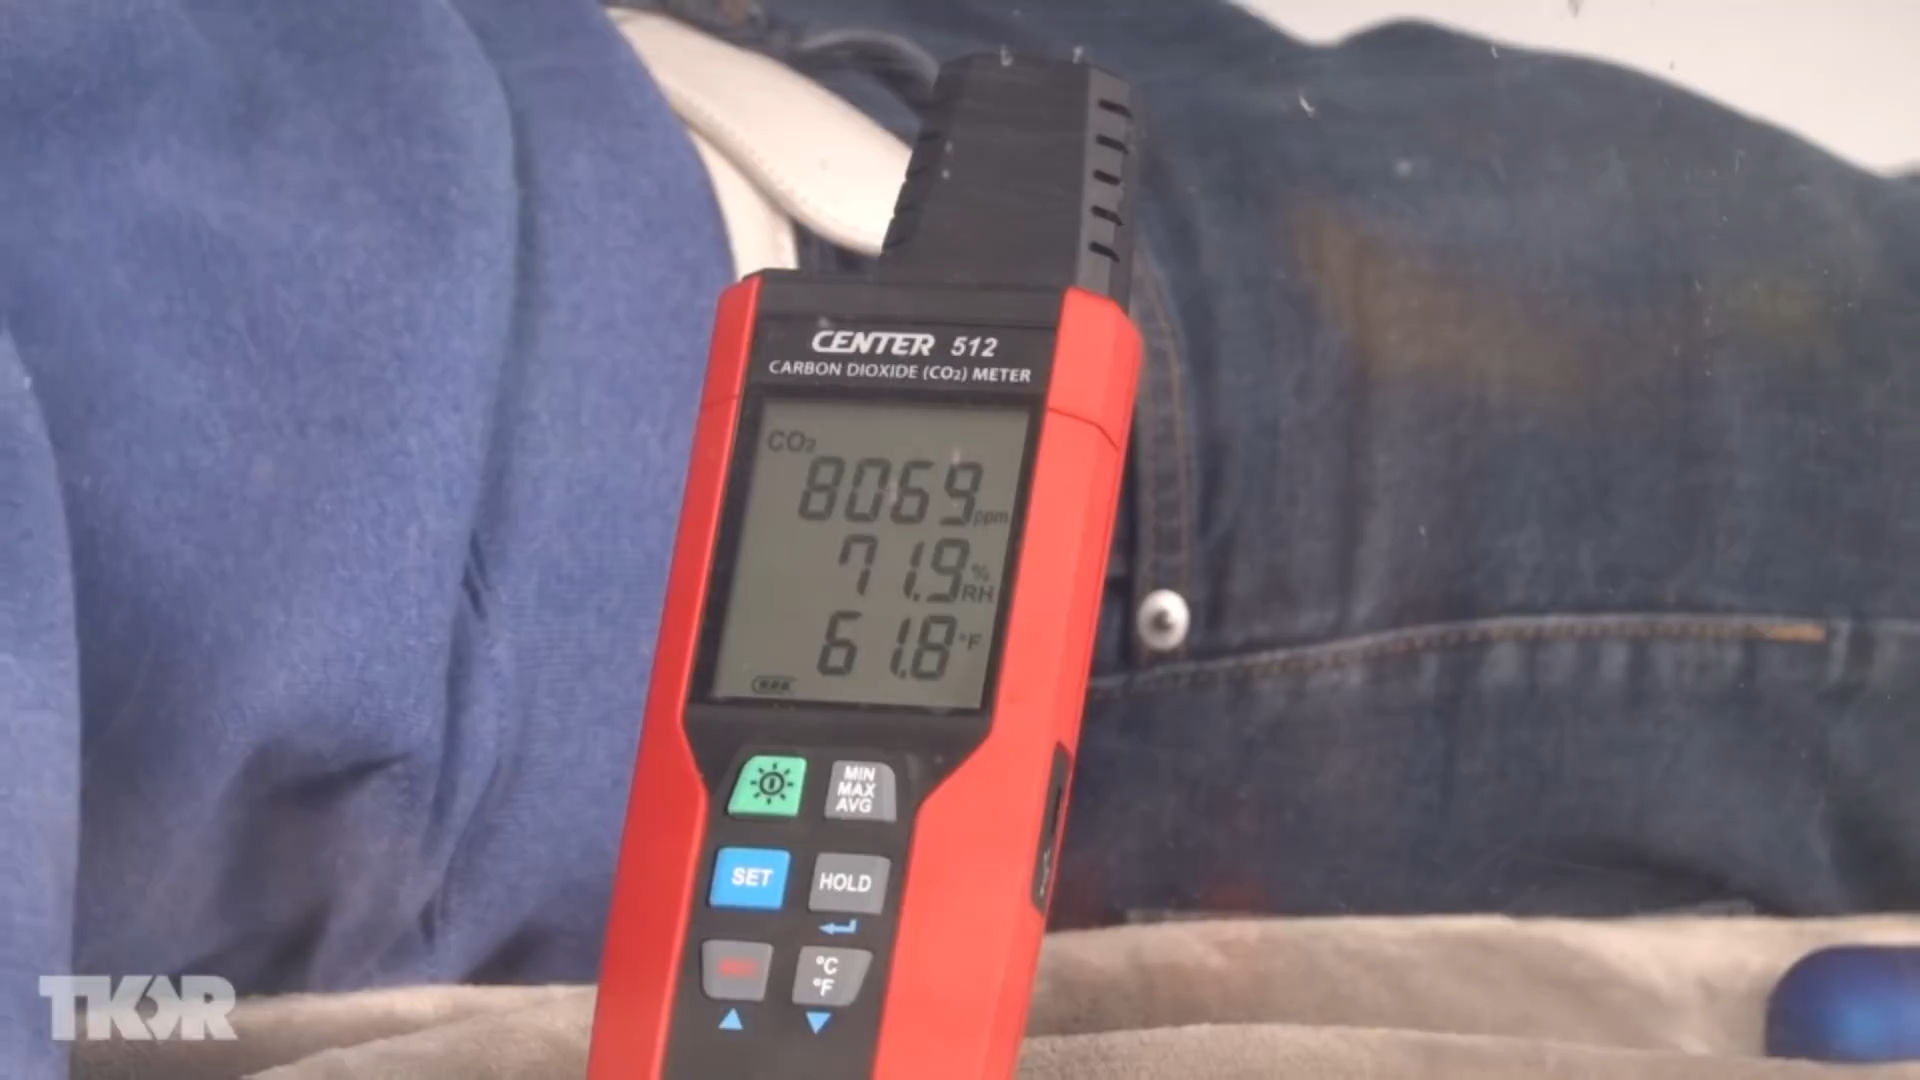 CENTER 512
CARBON DIOXIDE (CO2) METER
CO2
8069 ppm
71.9 % RH
61.8 °F
MIN
MAX
AVG
SET
HOLD
°C
°F
TKOR